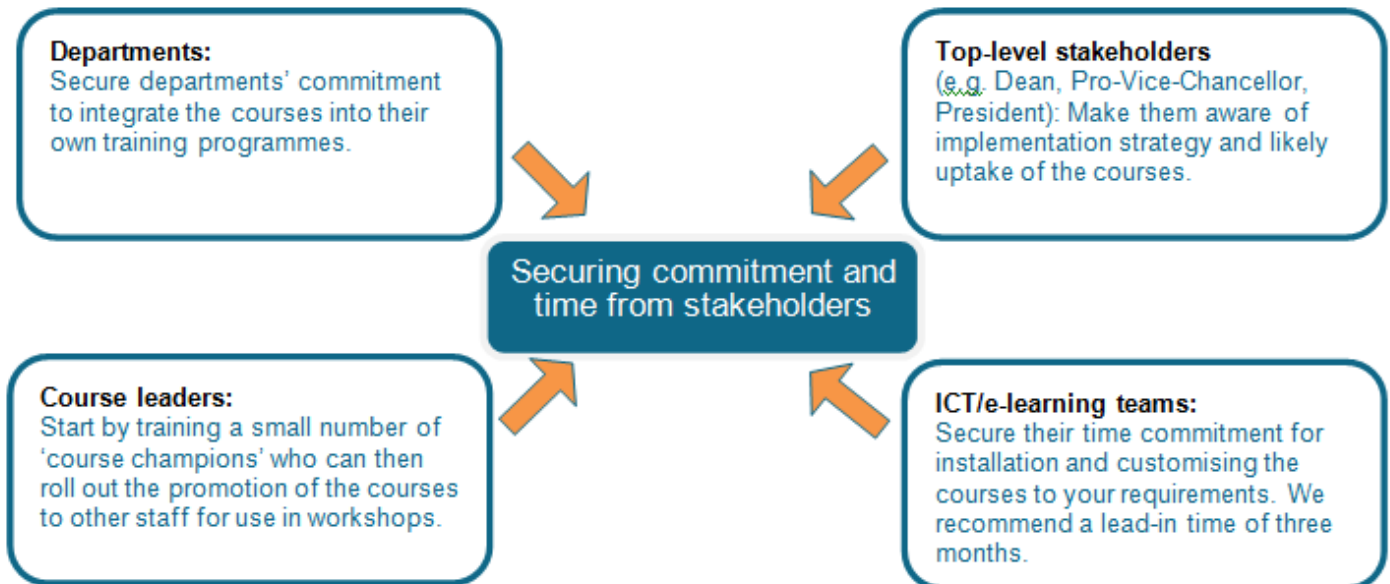 Departments:
Secure departments’ commitment
to integrate the courses into their
own training programmes.
Top-level stakeholders
(e.g. Dean, Pro-Vice-Chancellor,
President): Make them aware of
implementation strategy and likely
uptake of the courses.
Securing commitment and
time from stakeholders
Course leaders:
Start by training a small number of
‘course champions’ who can then
roll out the promotion of the courses
to other staff for use in workshops.
ICT/e-learning teams:
Secure their time commitment for
installation and customising the
courses to your requirements. We
recommend a lead-in time of three
months.